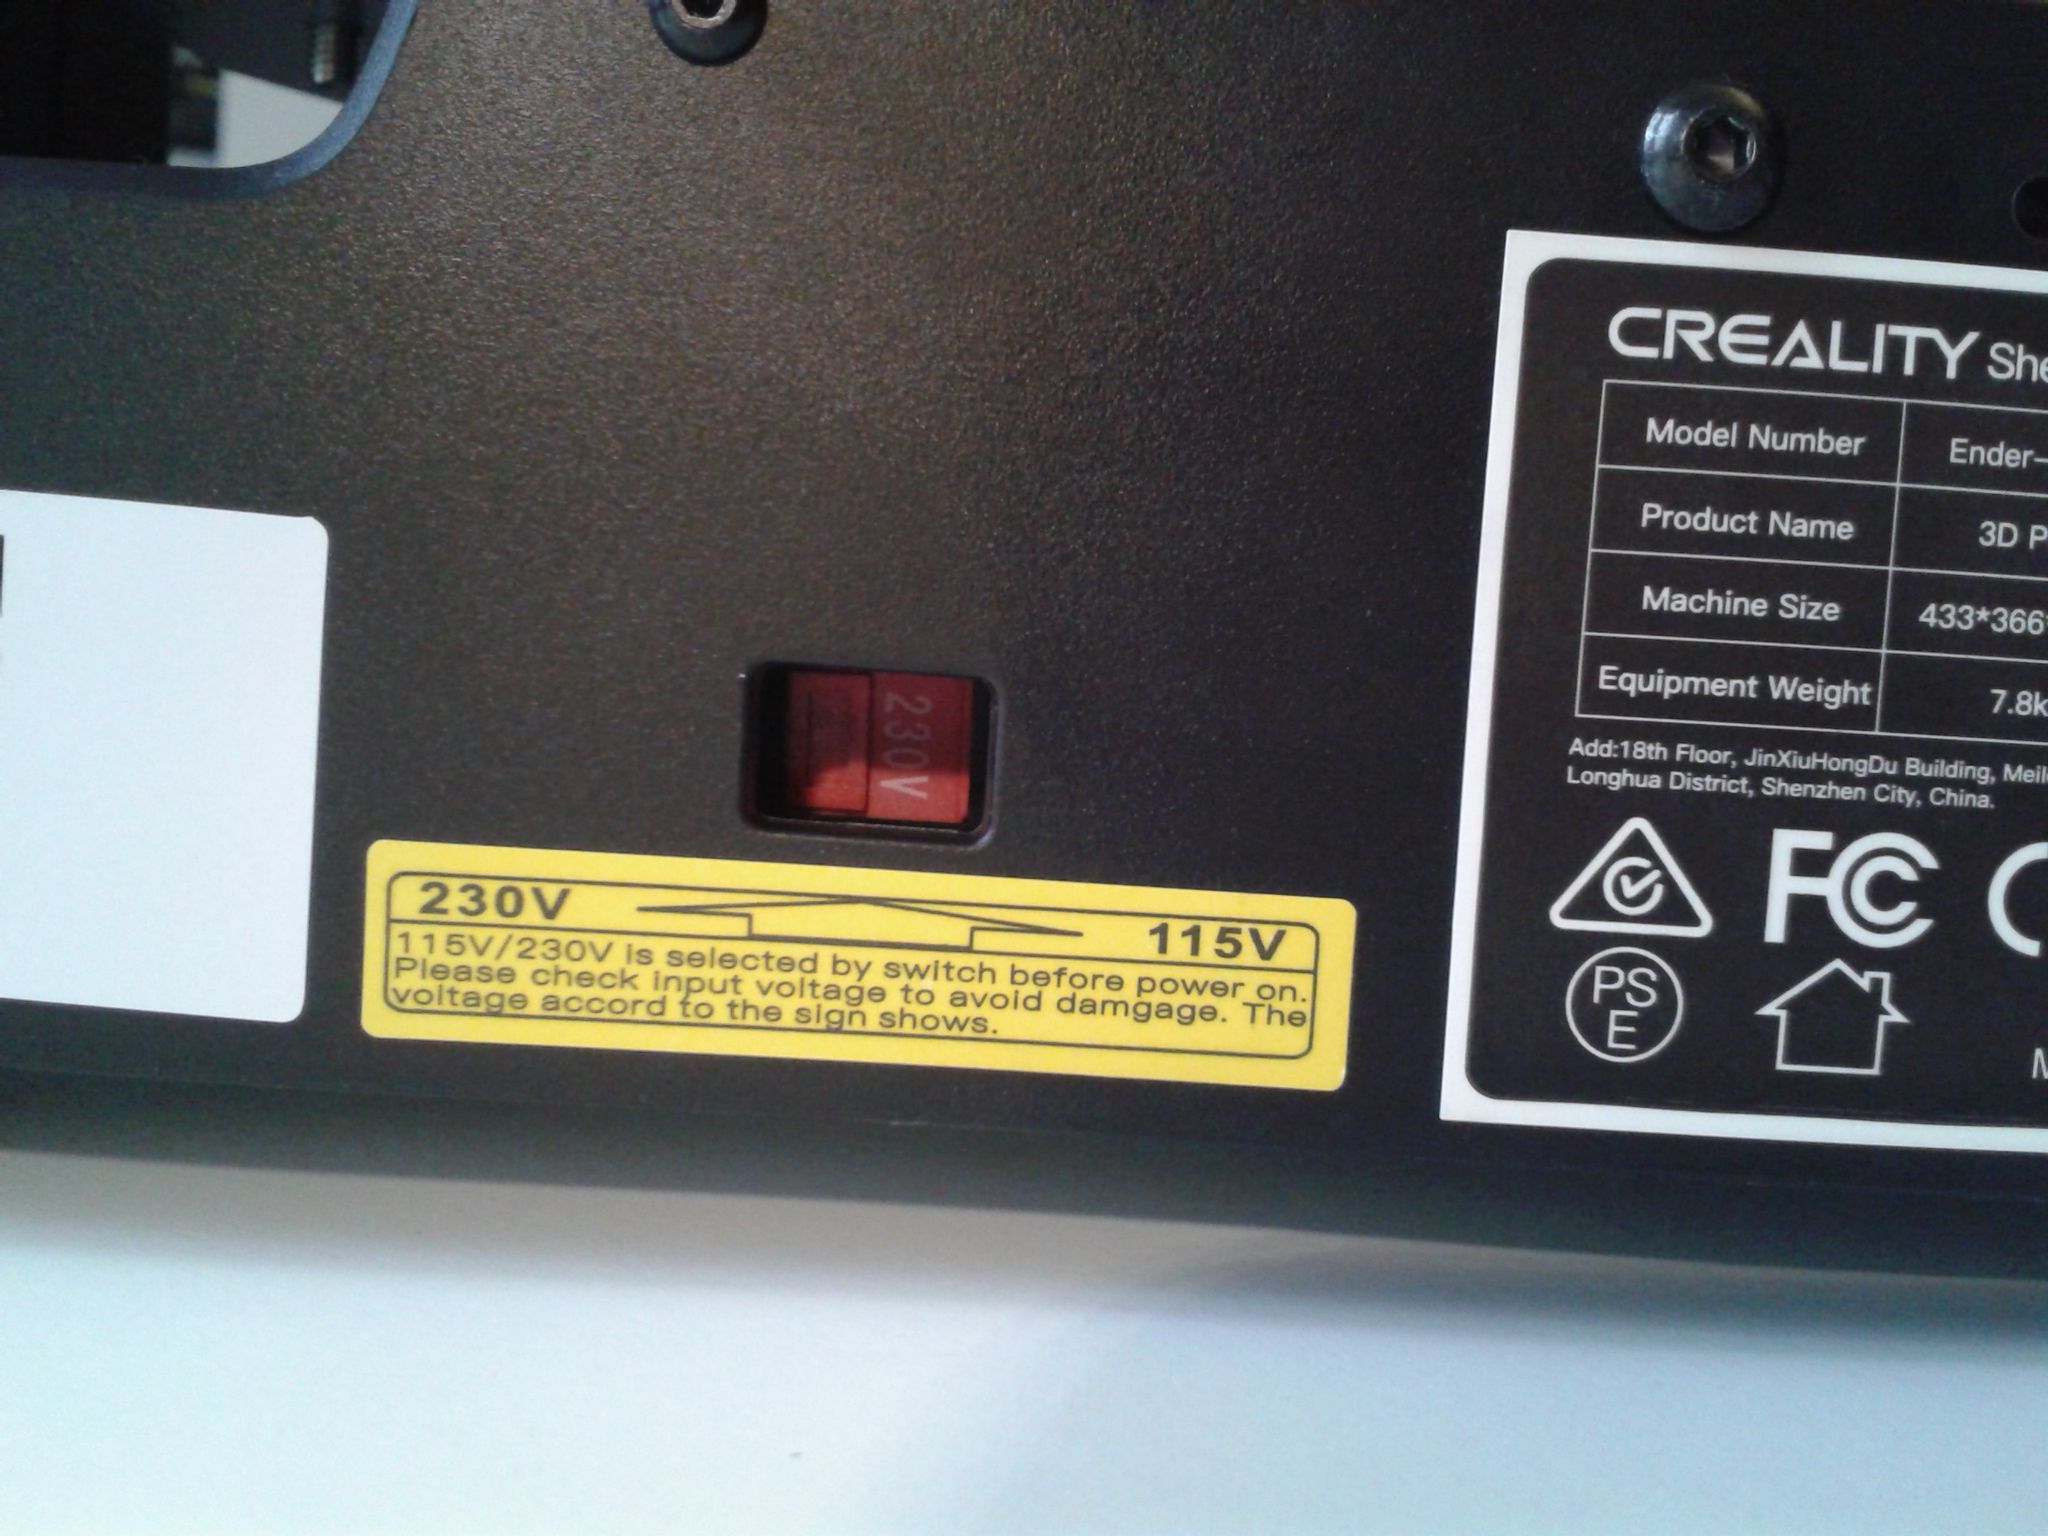 230V
230V
115V
115V/230V is selected by switch before power on.
Please check input voltage to avoid damgage. The
voltage accord to the sign shows.
CREALITY She
Model Number Ender-
Product Name 3D P
Machine Size 433*366*
Equipment Weight 7.8k
Add:18th Floor, JinXiuHongDu Building, Meil
Longhua District, Shenzhen City, China.
FC
PS
E
M